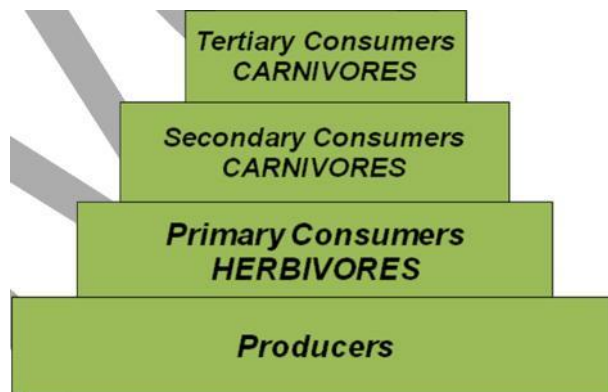 Tertiary Consumers
CARNIVORES
Secondary Consumers
CARNIVORES
Primary Consumers
HERBIVORES
Producers